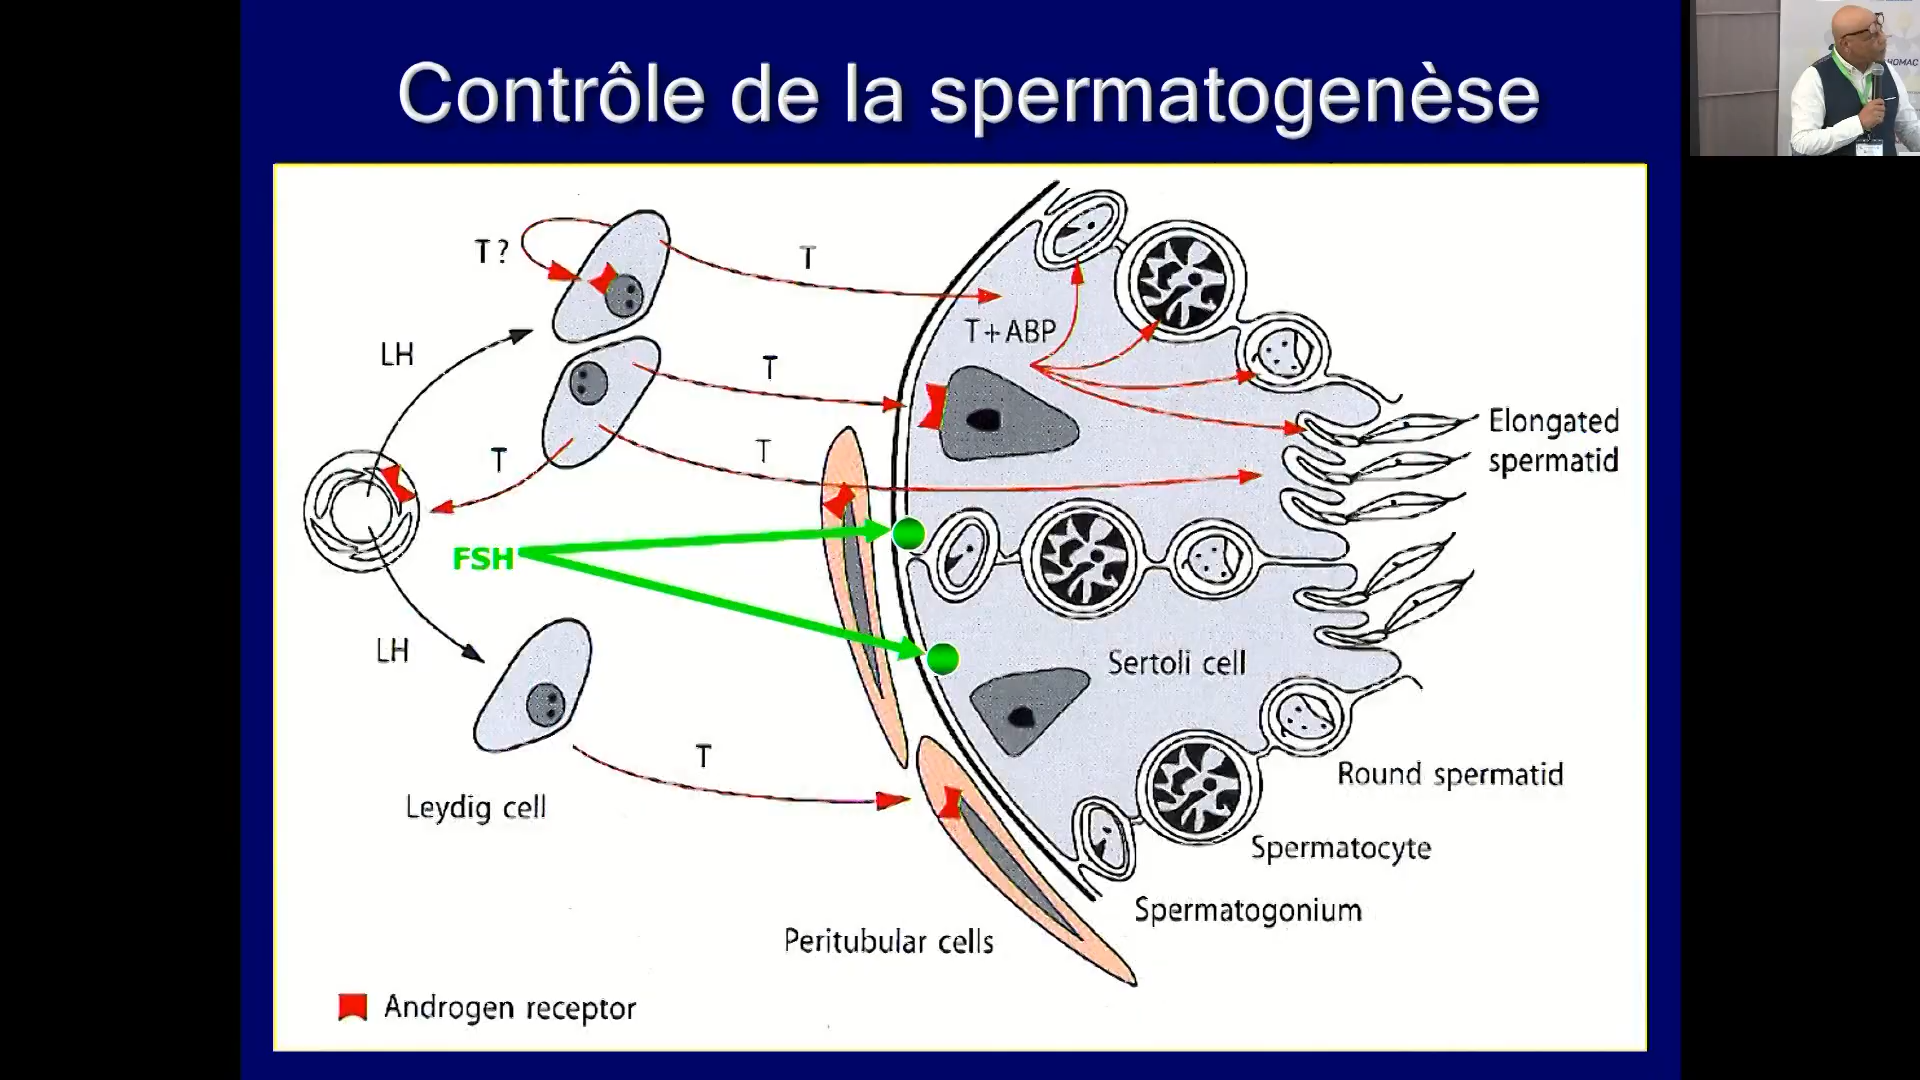 Contrôle de la spermatogenèse
HOMAC
T?
T
T+ABP
LH
T
T
T
Elongated
spermatid
FSH
LH
Sertoli cell
T
Round spermatid
Leydig cell
Spermatocyte
Spermatogonium
Peritubular cells
Androgen receptor